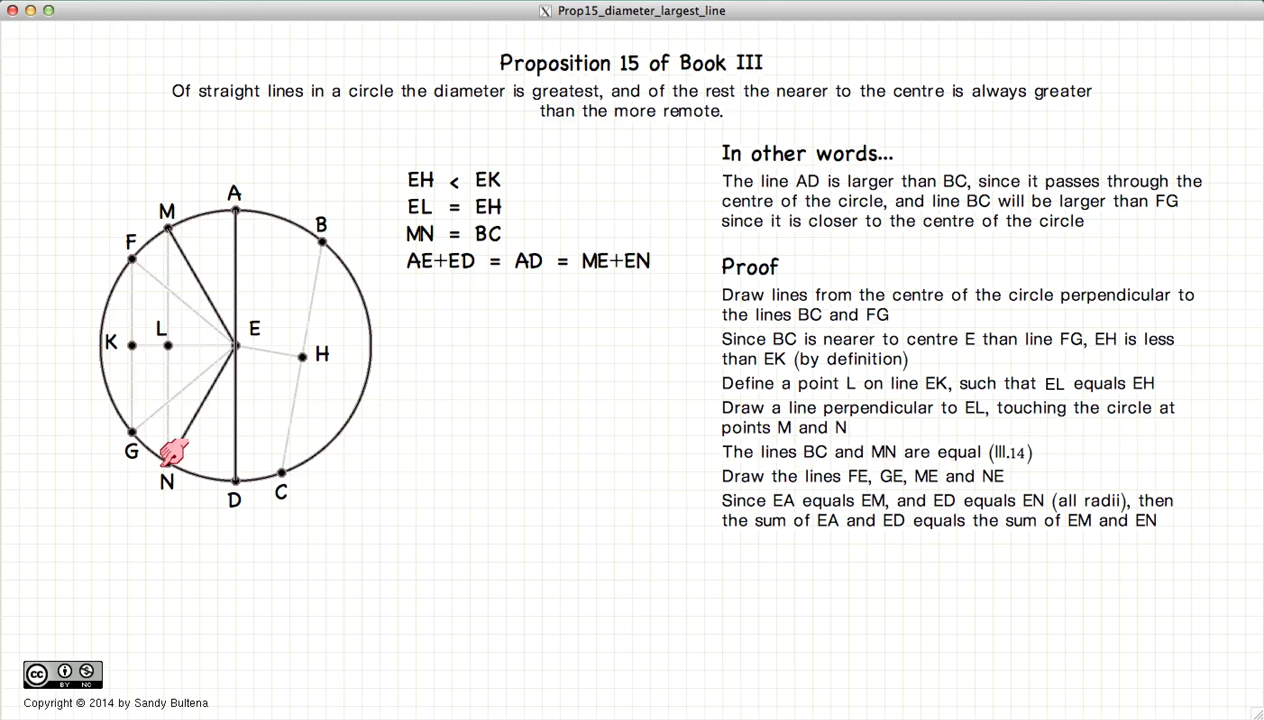 Prop15_diameter_largest_line
Proposition 15 of Book III
Of straight lines in a circle the diameter is greatest, and of the rest the nearer to the centre is always greater
than the more remote.
In other words...
The line AD is larger than BC, since it passes through the
centre of the circle, and line BC will be larger than FG
since it is closer to the centre of the circle
Proof
Draw lines from the centre of the circle perpendicular to
the lines BC and FG
Since BC is nearer to centre E than line FG, EH is less
than EK (by definition)
Define a point L on line EK, such that EL equals EH
Draw a line perpendicular to EL, touching the circle at
points M and N
The lines BC and MN are equal (III.14)
Draw the lines FE, GE, ME and NE
Since EA equals EM, and ED equals EN (all radii), then
the sum of EA and ED equals the sum of EM and EN
EH < EK
EL = EH
MN = BC
AE+ED = AD = ME+EN
A
M
B
F
L
E
K
H
G
N
D
C
cc
BY NC
Copyright © 2014 by Sandy Bultena